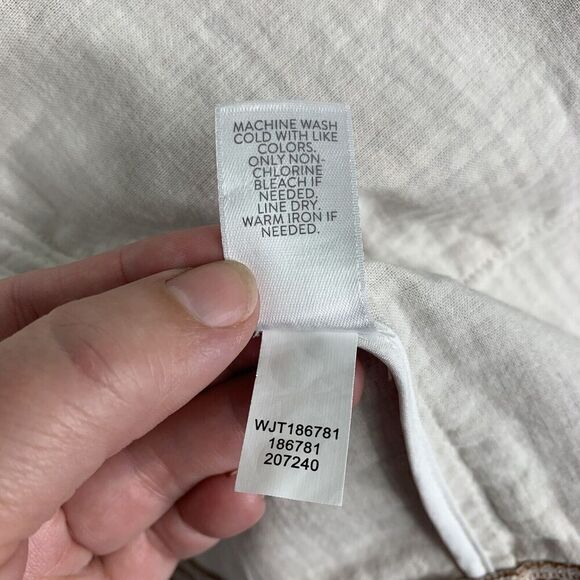 MACHINE WASH
COLD WITH LIKE
COLORS.
ONLY NON-
CHLORINE
BLEACH IF
NEEDED.
LINE DRY.
WARM IRON IF
NEEDED.
WJT186781
186781
207240